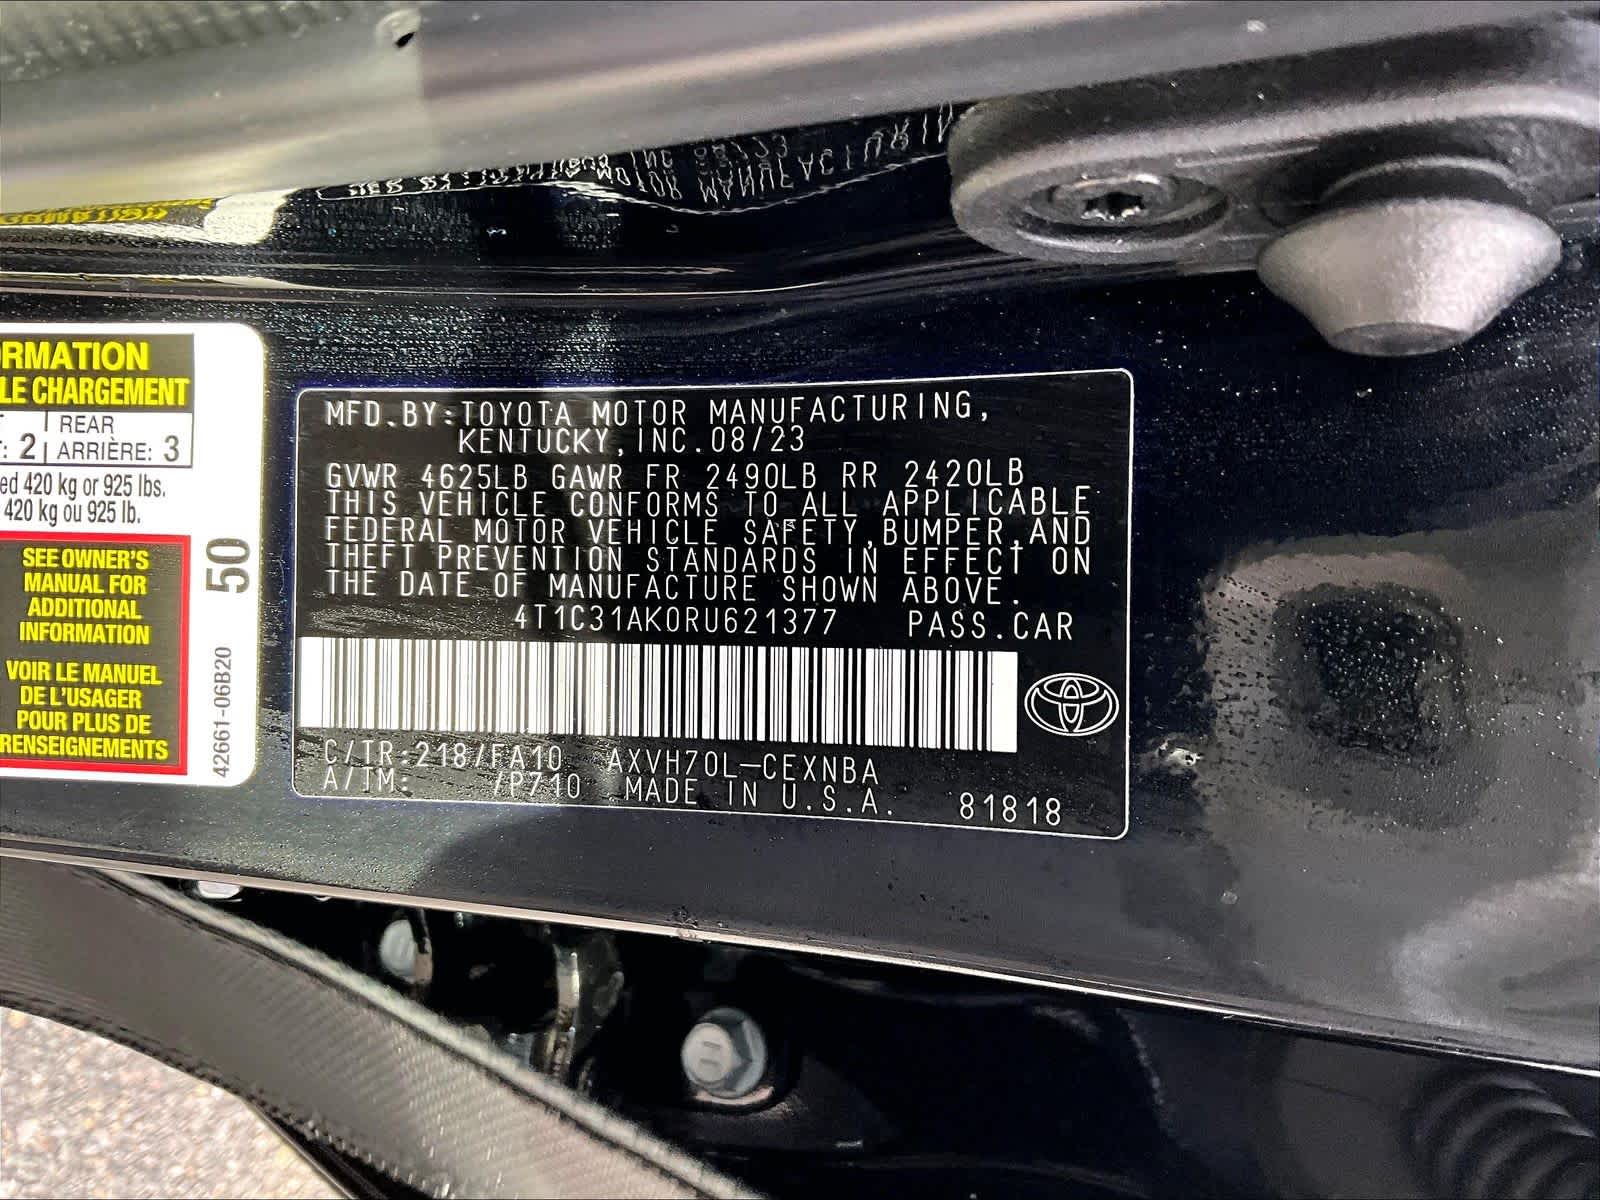 RMATION
LE CHARGEMENT
REAR
: 2 ARRIÈRE: 3
ed 420 kg or 925 lbs.
420 kg ou 925 lb.
SEE OWNER'S
MANUAL FOR
ADDITIONAL
INFORMATION
VOIR LE MANUEL
DE L'USAGER
POUR PLUS DE
RENSEIGNEMENTS
50
42661-06B20
MFD.BY:TOYOTA MOTOR MANUFACTURING,
KENTUCKY,INC.08/23
GVWR 4625LB GAWR FR 2490LB RR 2420LB
THIS VEHICLE CONFORMS TO ALL APPLICABLE
FEDERAL MOTOR VEHICLE SAFETY,BUMPER,AND
THEFT PREVENTION STANDARDS IN EFFECT ON
THE DATE OF MANUFACTURE SHOWN ABOVE.
4T1C31AK0RU621377 PASS.CAR
C/TR:218/FA10 AXVH70L-CEXNBA
A/TM: /P710 MADE IN U.S.A. 81818